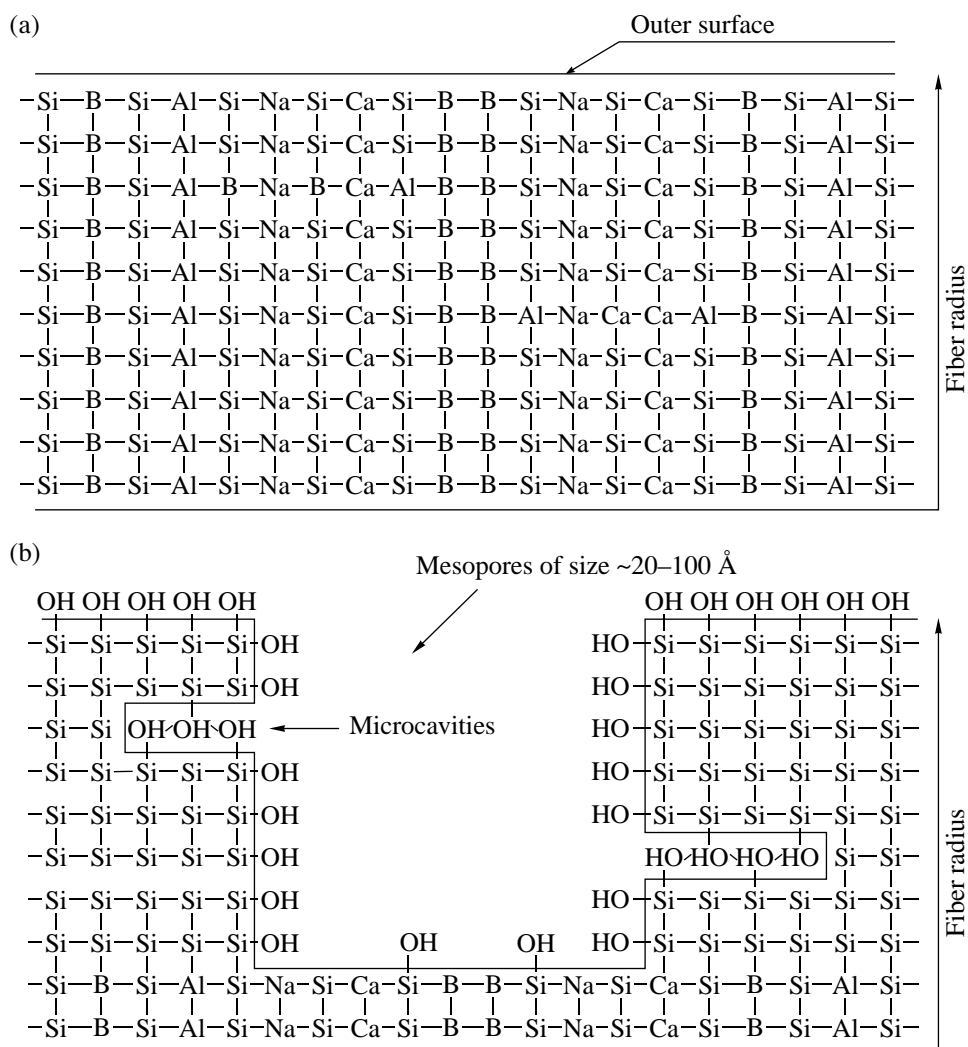 (a)
Outer surface
–Si–B–Si–Al–Si–Na–Si–Ca–Si–B–B–Si–Na–Si–Ca–Si–B–Si–Al–Si–
–Si–B–Si–Al–Si–Na–Si–Ca–Si–B–B–Si–Na–Si–Ca–Si–B–Si–Al–Si–
–Si–B–Si–Al–B–Na–B–Ca–Al–B–B–Si–Na–Si–Ca–Si–B–Si–Al–Si–
–Si–B–Si–Al–Si–Na–Si–Ca–Si–B–B–Si–Na–Si–Ca–Si–B–Si–Al–Si–
–Si–B–Si–Al–Si–Na–Si–Ca–Si–B–B–Si–Na–Si–Ca–Si–B–Si–Al–Si–
–Si–B–Si–Al–Si–Na–Si–Ca–Si–B–B–Al–Na–Ca–Ca–Al–B–Si–Al–Si–
–Si–B–Si–Al–Si–Na–Si–Ca–Si–B–B–Si–Na–Si–Ca–Si–B–Si–Al–Si–
–Si–B–Si–Al–Si–Na–Si–Ca–Si–B–B–Si–Na–Si–Ca–Si–B–Si–Al–Si–
–Si–B–Si–Al–Si–Na–Si–Ca–Si–B–B–Si–Na–Si–Ca–Si–B–Si–Al–Si–
–Si–B–Si–Al–Si–Na–Si–Ca–Si–B–B–Si–Na–Si–Ca–Si–B–Si–Al–Si–
Fiber radius
(b)
Mesopores of size ~20–100 Å
OH OH OH OH OH OH OH OH OH OH OH
–Si–Si–Si–Si–Si–OH HO–Si–Si–Si–Si–Si–Si–
–Si–Si–Si–Si–Si–OH HO–Si–Si–Si–Si–Si–Si–
–Si–Si OH–OH–OH Microcavities HO–Si–Si–Si–Si–Si–Si–
–Si–Si–Si–Si–Si–OH HO–Si–Si–Si–Si–Si–Si–
–Si–Si–Si–Si–Si–OH HO–Si–Si–Si–Si–Si–Si–
–Si–Si–Si–Si–Si–OH HO–HO–HO–HO Si–Si–
–Si–Si–Si–Si–Si–OH HO–Si–Si–Si–Si–Si–Si–
–Si–Si–Si–Si–Si–OH OH OH HO–Si–Si–Si–Si–Si–Si–
–Si–B–Si–Al–Si–Na–Si–Ca–Si–B–B–Si–Na–Si–Ca–Si–B–Si–Al–Si–
–Si–B–Si–Al–Si–Na–Si–Ca–Si–B–B–Si–Na–Si–Ca–Si–B–Si–Al–Si–
Fiber radius